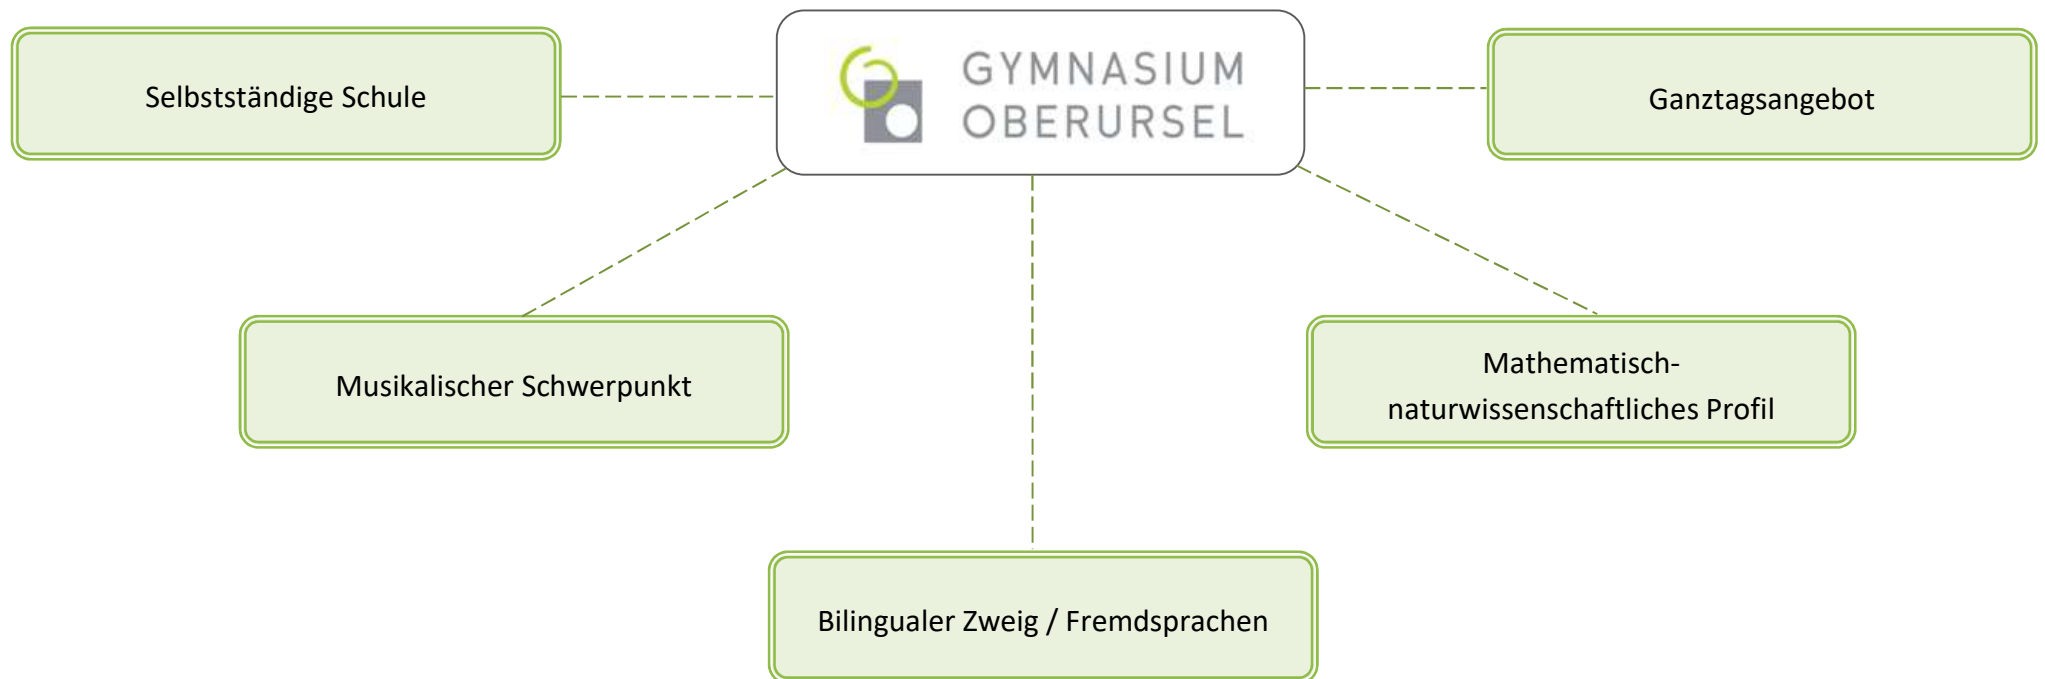 Selbstständige Schule
GYMNASIUM
OBERURSEL
Ganztagsangebot
Musikalischer Schwerpunkt
Mathematisch-
naturwissenschaftliches Profil
Bilingualer Zweig / Fremdsprachen